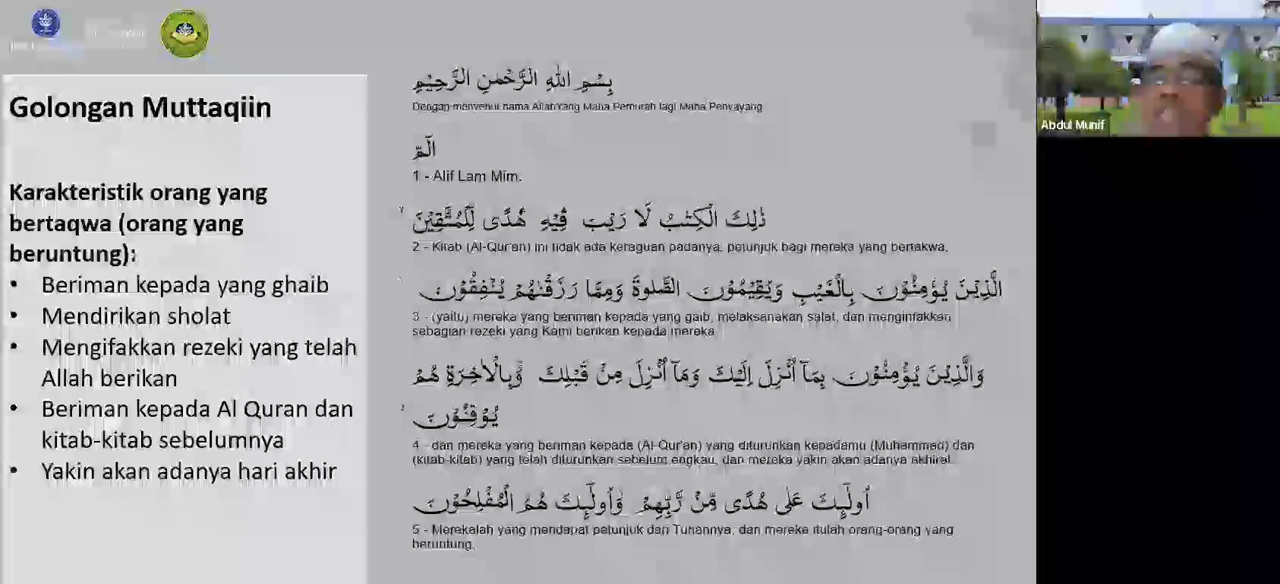 Golongan Muttaqiin
Karakteristik orang yang
bertaqwa (orang yang
beruntung):
• Beriman kepada yang ghaib
• Mendirikan sholat
• Mengifakkan rezeki yang telah
Allah berikan
• Beriman kepada Al Quran dan
kitab-kitab sebelumnya
• Yakin akan adanya hari akhir
بِسْمِ اللّٰهِ الرَّحْمٰنِ الرَّحِيْمِ
Dengan menyebut nama Allah Yang Maha Pemurah lagi Maha Penyayang
الۤمّۤ
1 - Alif Lam Mim.
ذٰلِكَ الْكِتٰبُ لَا رَيْبَ فِيْهِ هُدًى لِّلْمُتَّقِيْنَ
2 - Kitab (Al-Qur'an) ini tidak ada keraguan padanya, petunjuk bagi mereka yang bertakwa,
الَّذِيْنَ يُؤْمِنُوْنَ بِالْغَيْبِ وَيُقِيْمُوْنَ الصَّلٰوةَ وَمِمَّا رَزَقْنٰهُمْ يُنْفِقُوْنَ
3 - (yaitu) mereka yang beriman kepada yang gaib, melaksanakan salat, dan menginfakkan
sebagian rezeki yang Kami berikan kepada mereka
وَالَّذِيْنَ يُؤْمِنُوْنَ بِمَآ اُنْزِلَ اِلَيْكَ وَمَآ اُنْزِلَ مِنْ قَبْلِكَ وَبِالْاٰخِرَةِ هُمْ
يُوْقِنُوْنَ
4 - dan mereka yang beriman kepada (Al-Qur'an) yang diturunkan kepadamu (Muhammad) dan
(kitab-kitab) yang telah diturunkan sebelum engkau, dan mereka yakin akan adanya akhirat.
اُولٰۤىِٕكَ عَلٰى هُدًى مِّنْ رَّبِّهِمْ وَاُولٰۤىِٕكَ هُمُ الْمُفْلِحُوْنَ
5 - Merekalah yang mendapat petunjuk dari Tuhannya, dan mereka itulah orang-orang yang
beruntung.
Abdul Munif